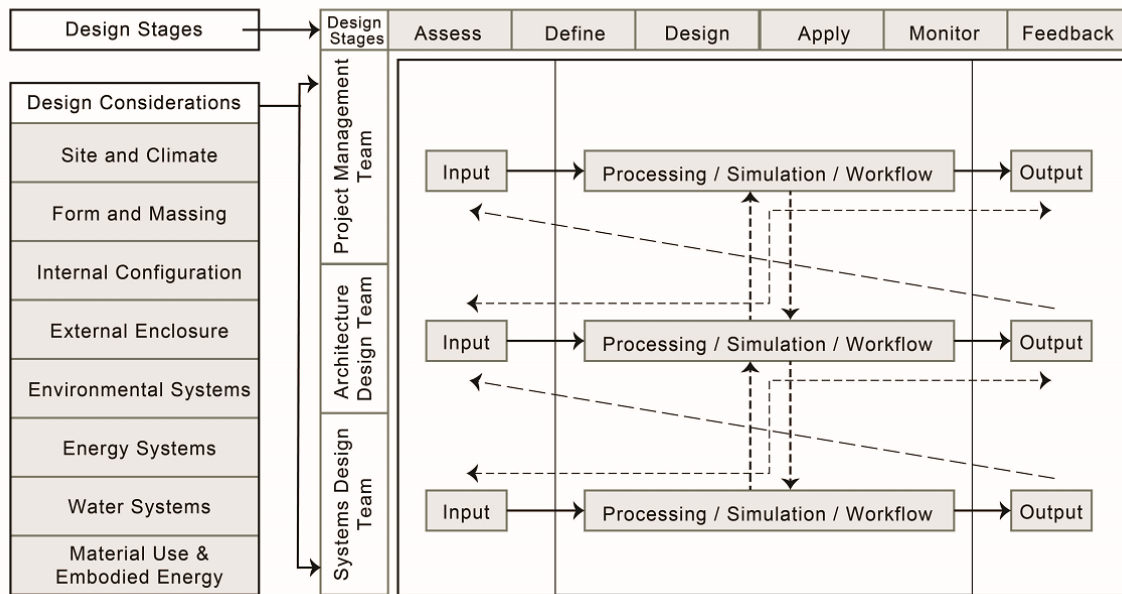 Design Stages
Design
Stages
Assess
Define
Design
Apply
Monitor
Feedback
Design Considerations
Site and Climate
Form and Massing
Internal Configuration
External Enclosure
Environmental Systems
Energy Systems
Water Systems
Material Use &
Embodied Energy
Project Management
Team
Input
Processing / Simulation / Workflow
Output
Architecture
Design Team
Input
Processing / Simulation / Workflow
Output
Systems Design
Team
Input
Processing / Simulation / Workflow
Output